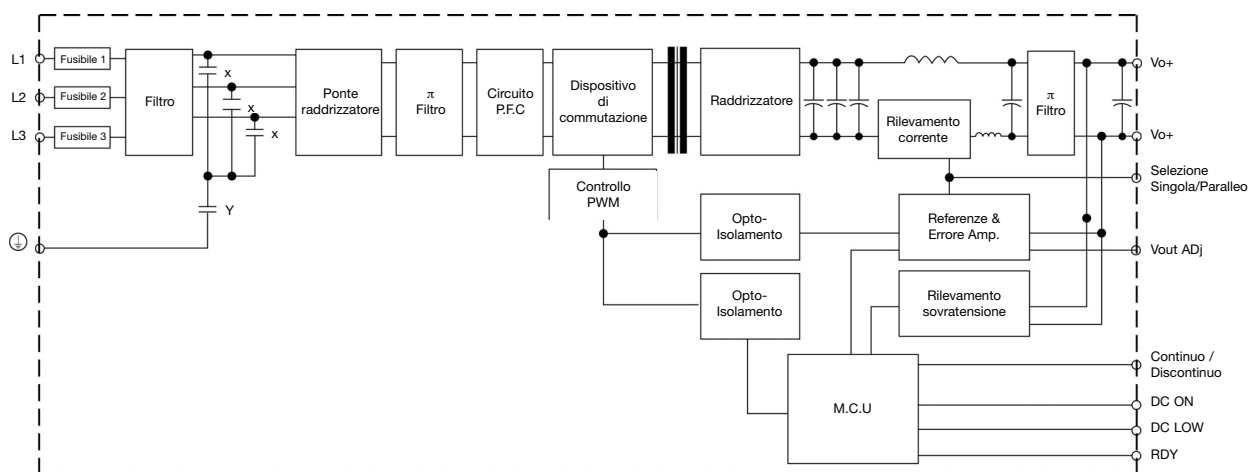 L1
Fusibile 1
L2
Fusibile 2
L3
Fusibile 3
Filtro
x
x
x
Y
Ponte
raddrizzatore
π
Filtro
Circuito
P.F.C
Dispositivo
di
commutazione
Controllo
PWM
Raddrizzatore
Rilevamento
corrente
π
Filtro
Vo+
Vo+
Selezione
Singola/Paralleo
Opto-
Isolamento
Referenze &
Errore Amp.
Vout ADj
Opto-
Isolamento
Rilevamento
sovratensione
M.C.U
Continuo /
Discontinuo
DC ON
DC LOW
RDY